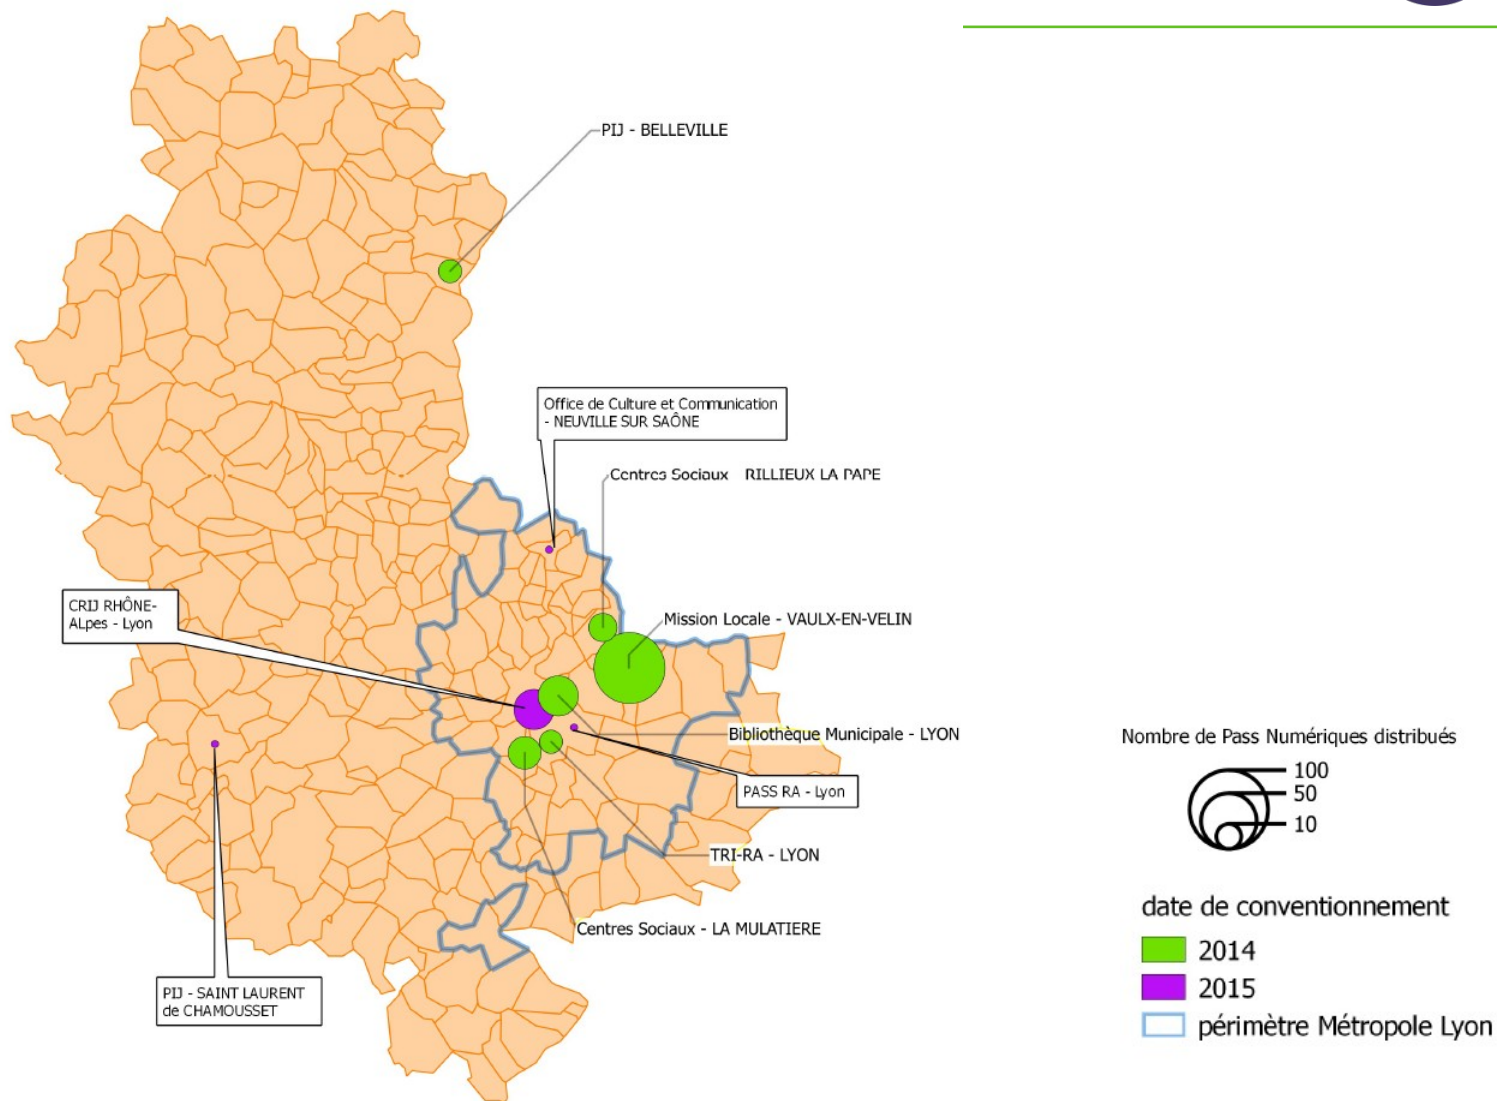 PIJ - BELLEVILLE
Office de Culture et Communication
- NEUVILLE SUR SAÔNE
Centres Sociaux RILLIEUX LA PAPE
CRIJ RHÔNE-
ALpes - Lyon
Mission Locale - VAULX-EN-VELIN
Bibliothèque Municipale - LYON
PASS RA - Lyon
TRI-RA - LYON
Centres Sociaux - LA MULATIERE
PIJ - SAINT LAURENT
de CHAMOUSSET
Nombre de Pass Numériques distribués
100
50
10
date de conventionnement
2014
2015
périmètre Métropole Lyon